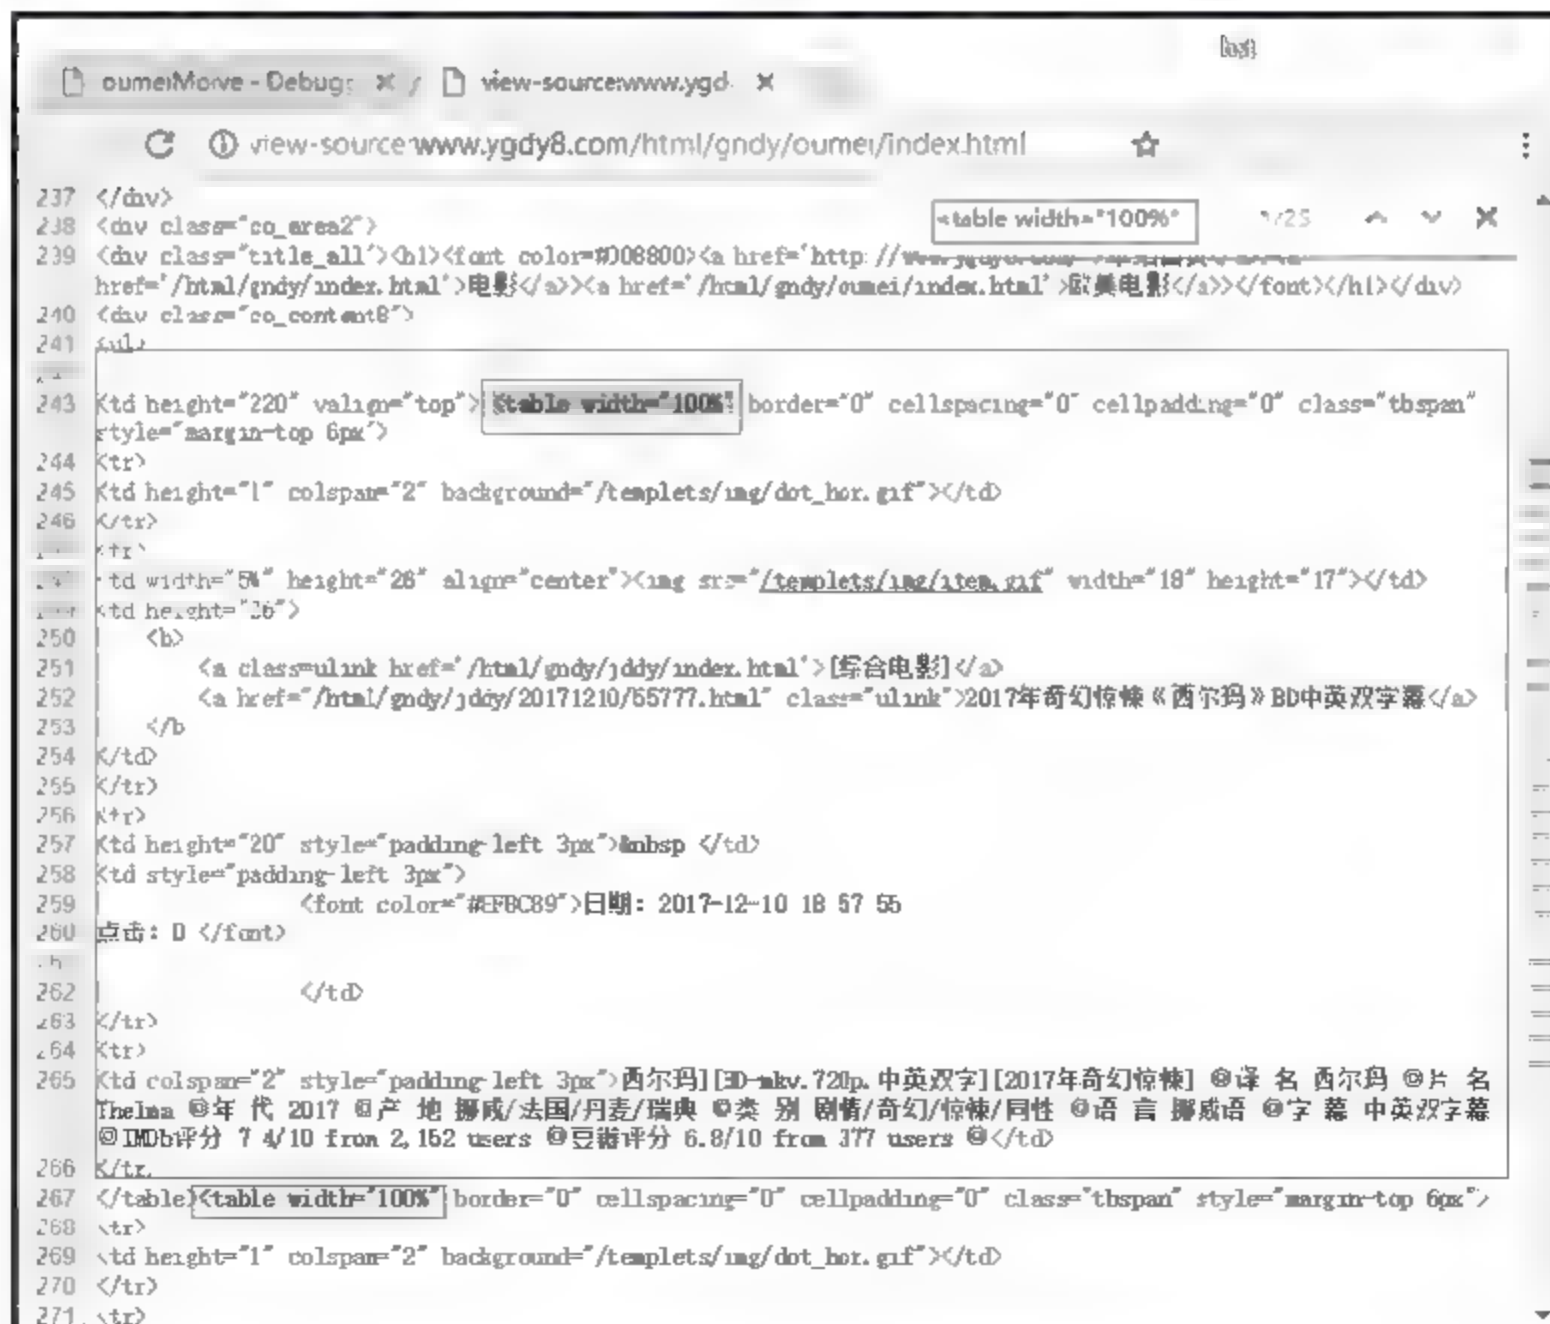 oumeiMoive - Debug
view-source:www.ygd
view-source:www.ygdy8.com/html/gndy/oumei/index.html
<table width="100%"
1/25
237 </div>
238 <div class="co_area2">
239 <div class="title_all"><h1><font color=#008800><a href='http://
href='/html/gndy/index.html'>电影</a>><a href='/html/gndy/oumei/index.html'>欧美电影</a>></font></h1></div>
240 <div class="co_content8">
241 <ul>
243 <td height="220" valign="top"> <table width="100%" border="0" cellspacing="0" cellpadding="0" class="tbspan"
style="margin-top 6px">
244 <tr>
245 <td height="1" colspan="2" background="/templets/img/dot_hor.gif"></td>
246 </tr>
<tr>
<td width="5%" height="26" align="center"><img src="/templets/img/item.gif" width="18" height="17"></td>
<td height="26">
250 <b>
251 <a class=ulink href='/html/gndy/jddy/index.html'>[综合电影]</a>
252 <a href="/html/gndy/jddy/20171210/55777.html" class="ulink">2017年奇幻惊悚《西尔玛》BD中英双字幕</a>
253 </b
254 </td>
255 </tr>
256 <tr>
257 <td height="20" style="padding-left 3px">&nbsp </td>
258 <td style="padding-left 3px">
259 <font color="#EFBC89">日期：2017-12-10 18 57 55
260 点击：0 </font>
262 </td>
263 </tr>
264 <tr>
265 <td colspan="2" style="padding-left 3px">西尔玛][BD-mkv.720p.中英双字][2017年奇幻惊悚] ◎译 名 西尔玛 ◎片 名
Thelma ◎年 代 2017 ◎产 地 挪威/法国/丹麦/瑞典 ◎类 别 剧情/奇幻/惊悚/同性 ◎语 言 挪威语 ◎字 幕 中英双字幕
◎IMDb评分 7 4/10 from 2,152 users ◎豆瓣评分 6.8/10 from 377 users ◎</td>
266 </tr
267 </table><table width="100%" border="0" cellspacing="0" cellpadding="0" class="tbspan" style="margin-top 6px">
268 <tr>
269 <td height="1" colspan="2" background="/templets/img/dot_hor.gif"></td>
270 </tr>
271 <tr>